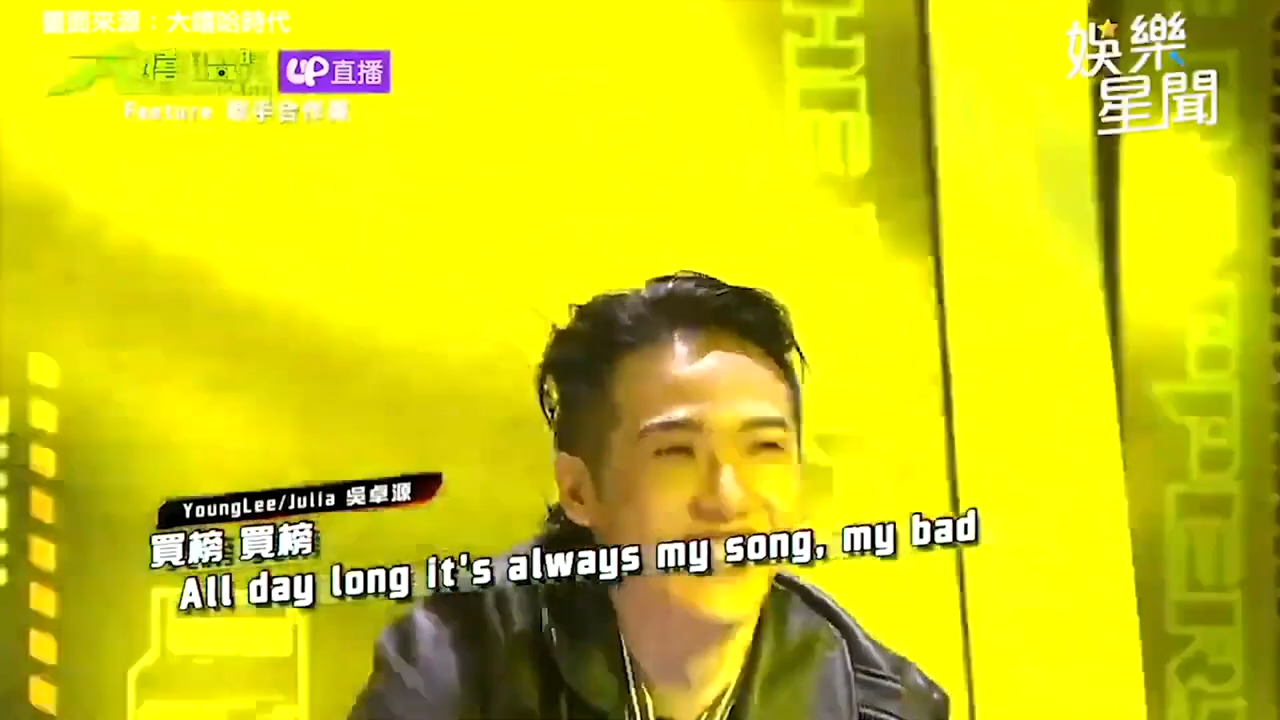 畫面來源：大嘻哈時代
UP直播
Feature 歌手合作賽
娛樂
星聞
YoungLee/Julia 吳卓源
買榜 買榜
All day long it's always my song, my bad